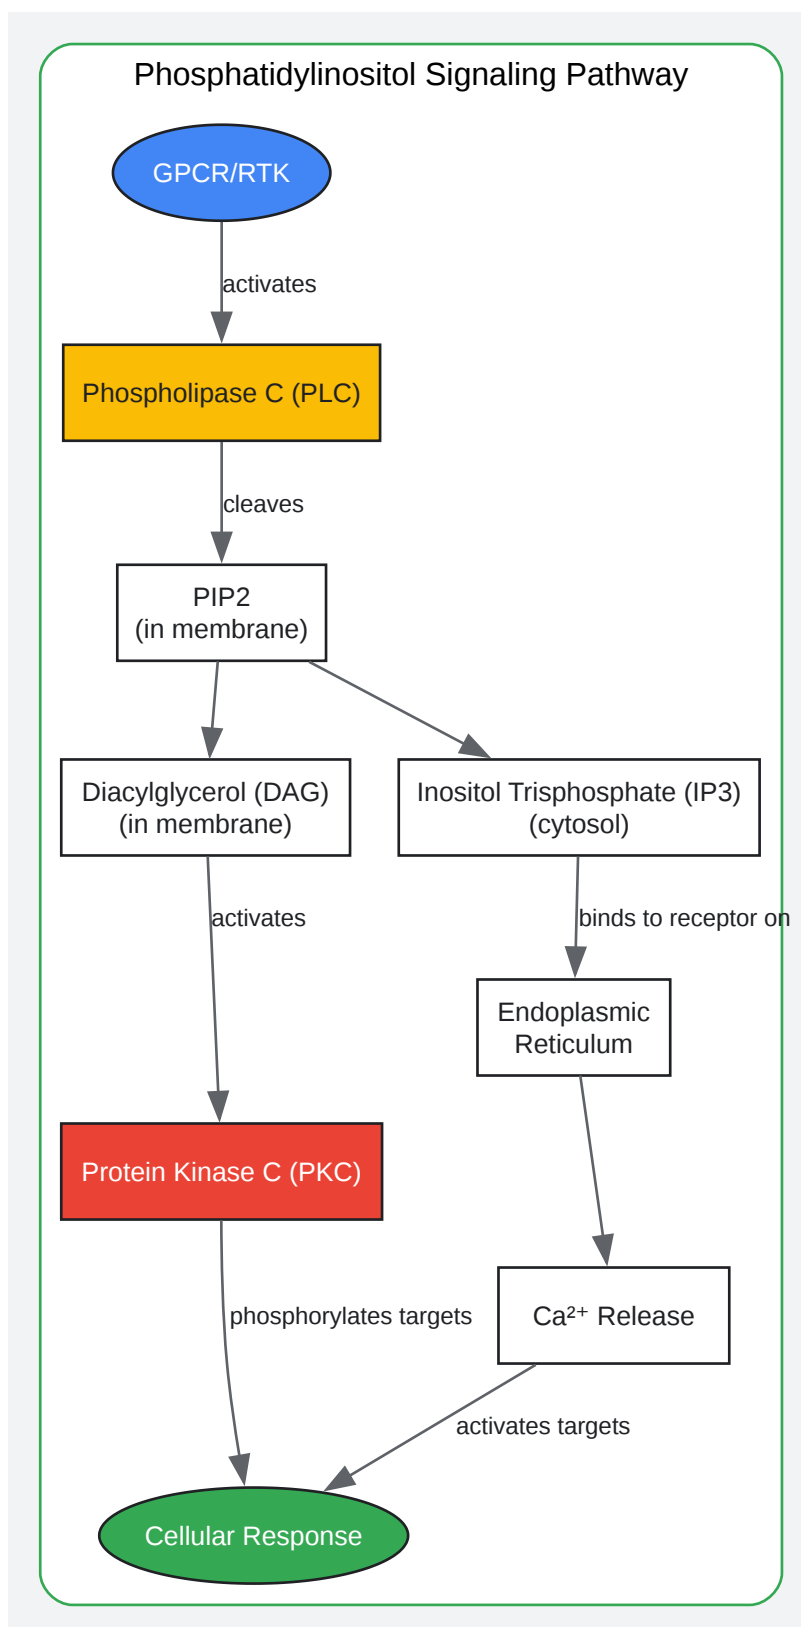 Phosphatidylinositol Signaling Pathway
GPCR/RTK
activates
Phospholipase C (PLC)
cleaves
PIP2
(in membrane)
Diacylglycerol (DAG)
(in membrane)
Inositol Trisphosphate (IP3)
(cytosol)
activates
binds to receptor on
Endoplasmic
Reticulum
Protein Kinase C (PKC)
Ca²⁺ Release
phosphorylates targets
activates targets
Cellular Response